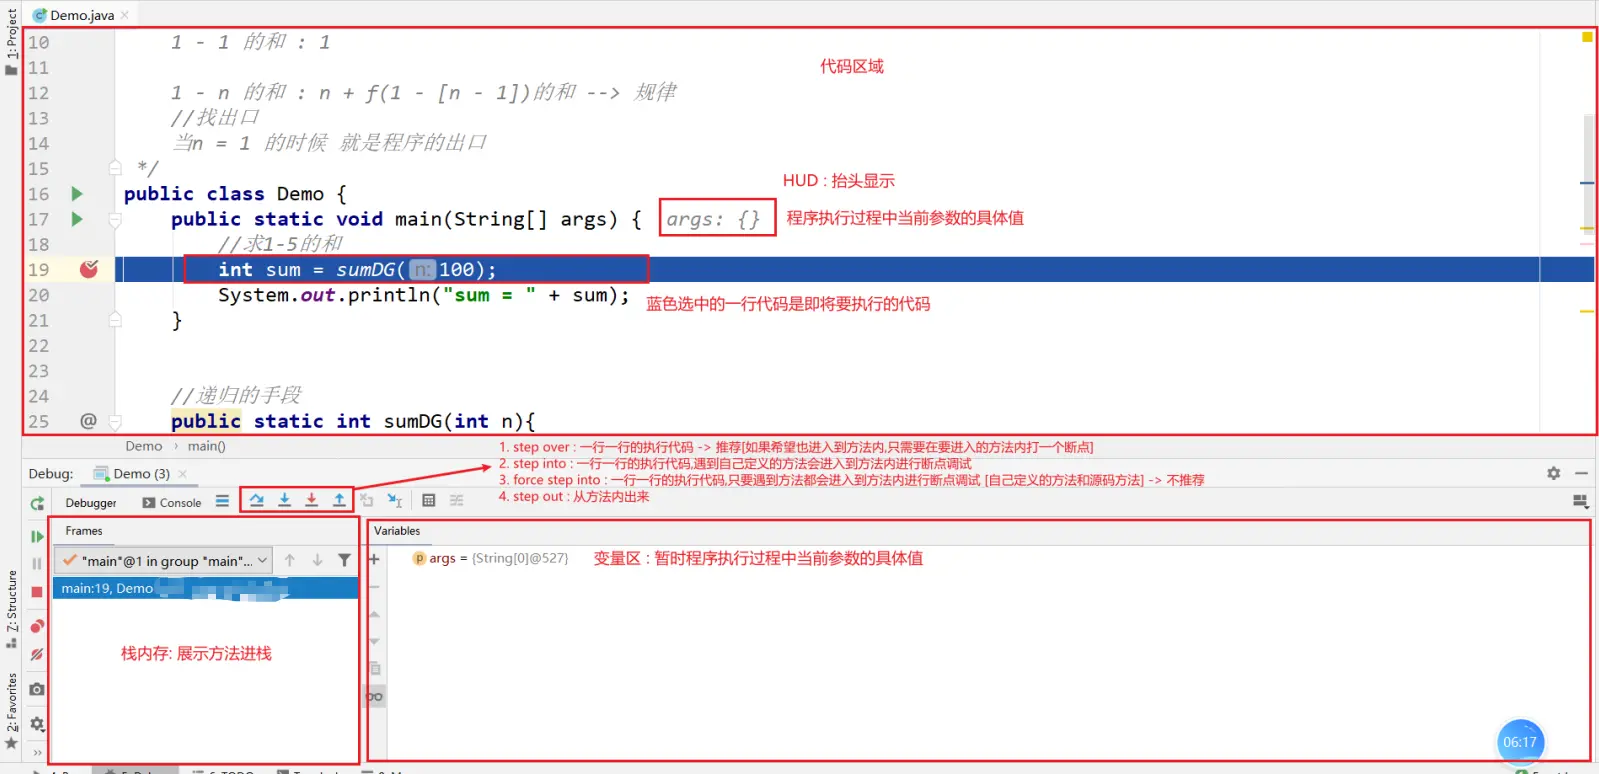 Demo.java
1: Project
10 1 - 1 的和 : 1
代码区域
11
12 1 - n 的和 : n + f(1 - [n - 1])的和 --> 规律
13 //找出口
14 当n = 1 的时候 就是程序的出口
15 */
HUD : 抬头显示
16 public class Demo {
17 public static void main(String[] args) { args: {} 程序执行过程中当前参数的具体值
18 //求1-5的和
19 int sum = sumDG( n: 100);
20 System.out.println("sum = " + sum); 蓝色选中的一行代码是即将要执行的代码
21 }
22
23
24 //递归的手段
25 @ public static int sumDG(int n){
Demo › main()
1. step over : 一行一行的执行代码 -> 推荐[如果希望也进入到方法内,只需要在要进入的方法内打一个断点]
2. step into : 一行一行的执行代码,遇到自己定义的方法会进入到方法内进行断点调试
3. force step into : 一行一行的执行代码,只要遇到方法都会进入到方法内进行断点调试 [自己定义的方法和源码方法] -> 不推荐
4. step out : 从方法内出来
Debug: Demo (3)
Debugger Console
Frames
Variables
"main"@1 in group "main"...
args = {String[0]@527} 变量区 : 暂时程序执行过程中当前参数的具体值
main:19, Demo
栈内存: 展示方法进栈
7: Structure
2: Favorites
06:17